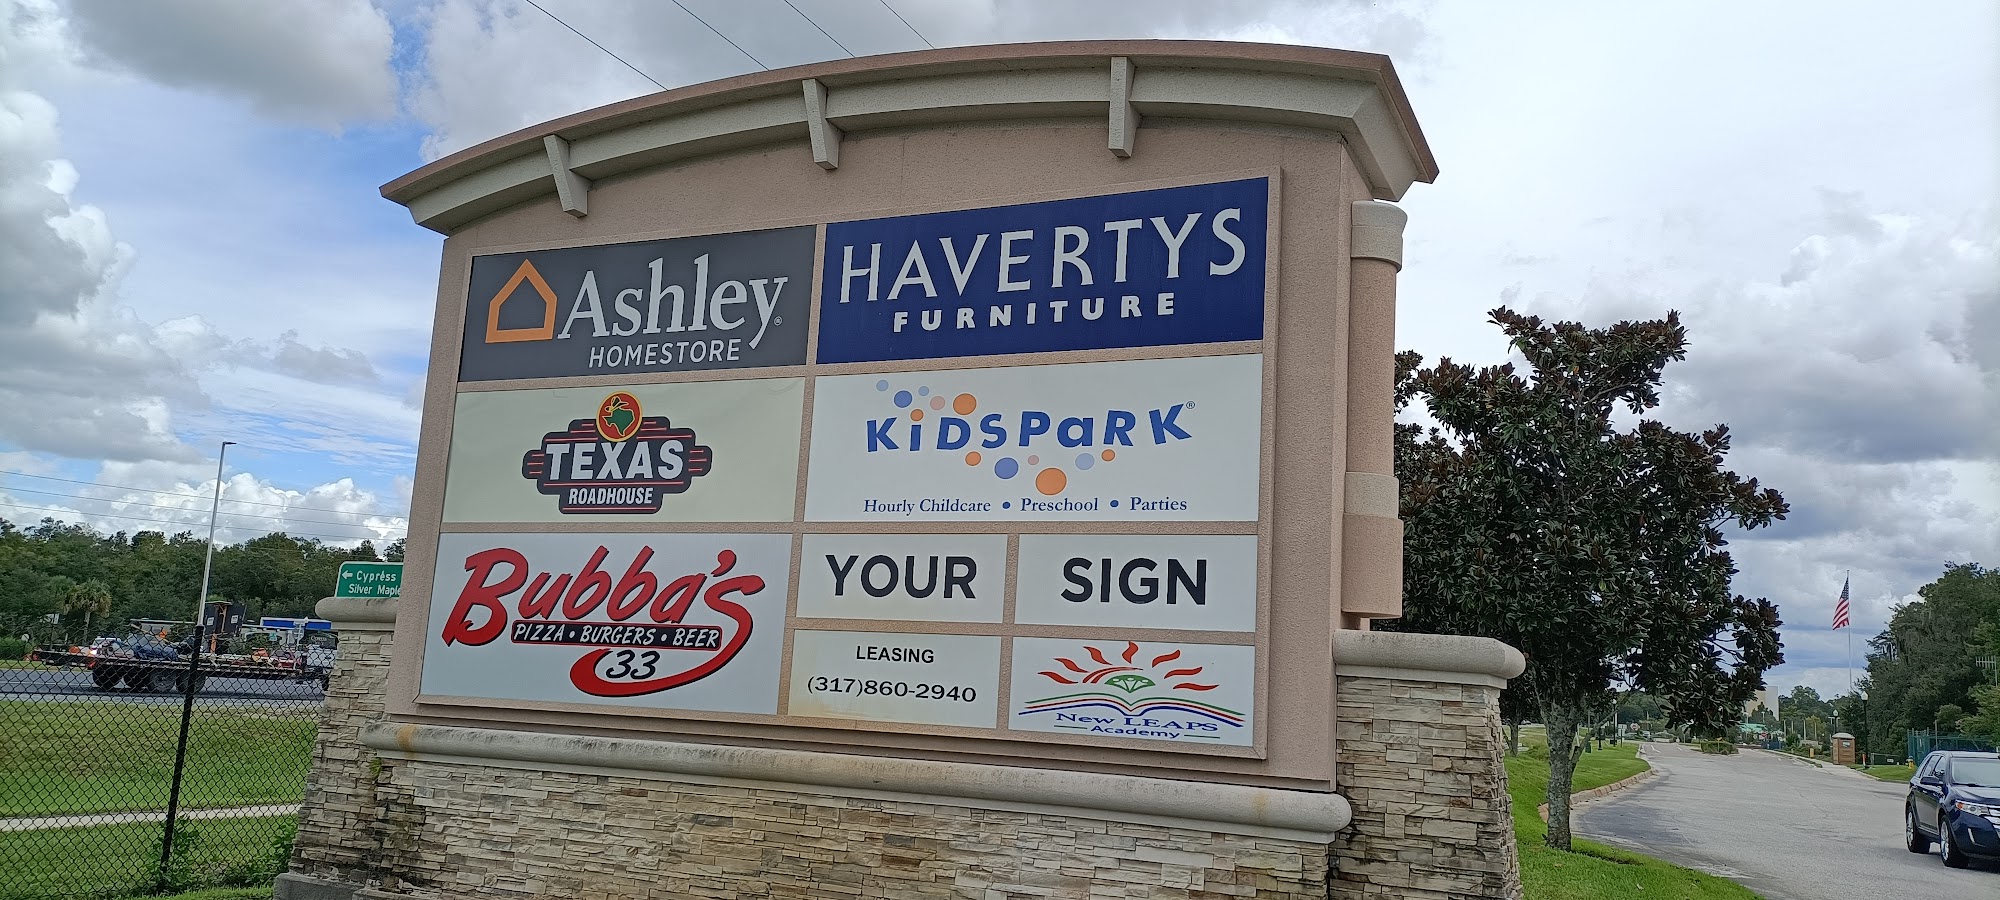 Ashley®
HOMESTORE
HAVERTYS
FURNITURE
TEXAS
ROADHOUSE
KiDSPaRK®
Hourly Childcare • Preschool • Parties
Bubba's
PIZZA • BURGERS • BEER
33
YOUR
SIGN
LEASING
(317)860-2940
New LEAPS
Academy
← Cypress
Silver Maple